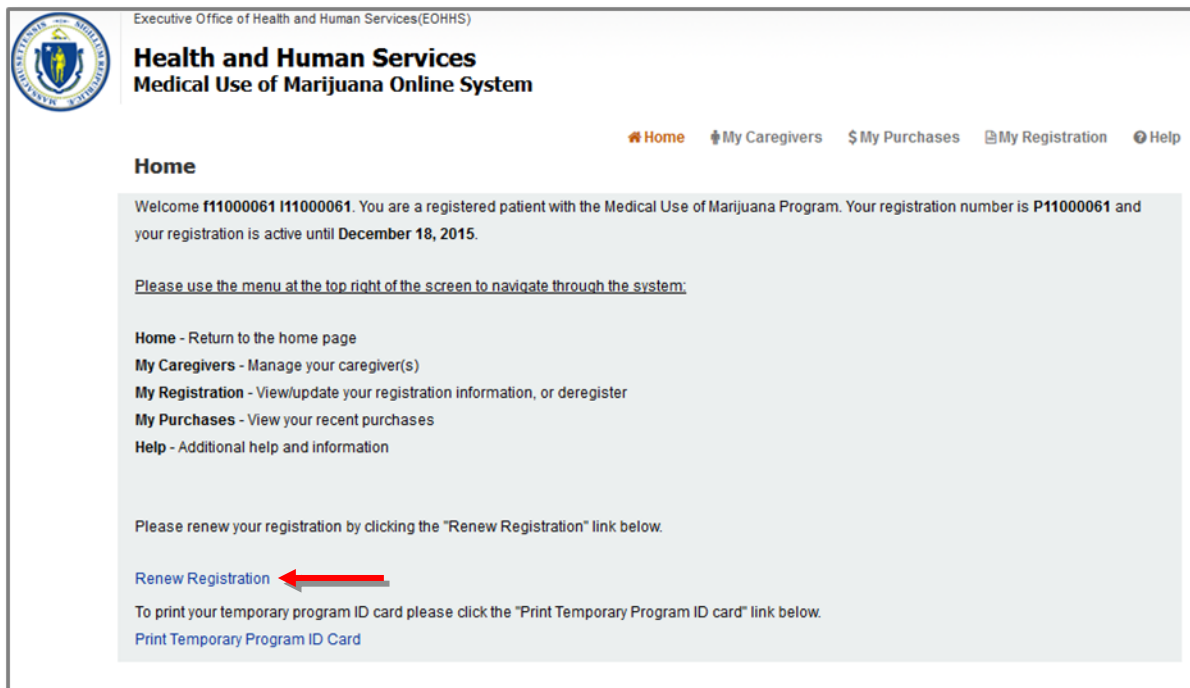 Executive Office of Health and Human Services(EOHHS)
Health and Human Services
Medical Use of Marijuana Online System
Home My Caregivers $ My Purchases My Registration Help
Home
Welcome f11000061 l11000061. You are a registered patient with the Medical Use of Marijuana Program. Your registration number is P11000061 and
your registration is active until December 18, 2015.
Please use the menu at the top right of the screen to navigate through the system:
Home - Return to the home page
My Caregivers - Manage your caregiver(s)
My Registration - View/update your registration information, or deregister
My Purchases - View your recent purchases
Help - Additional help and information
Please renew your registration by clicking the "Renew Registration" link below.
Renew Registration
To print your temporary program ID card please click the "Print Temporary Program ID card" link below.
Print Temporary Program ID Card